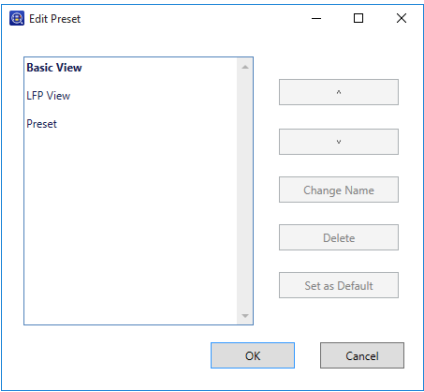 Edit Preset
Basic View
LFP View
Preset
^
v
Change Name
Delete
Set as Default
OK
Cancel